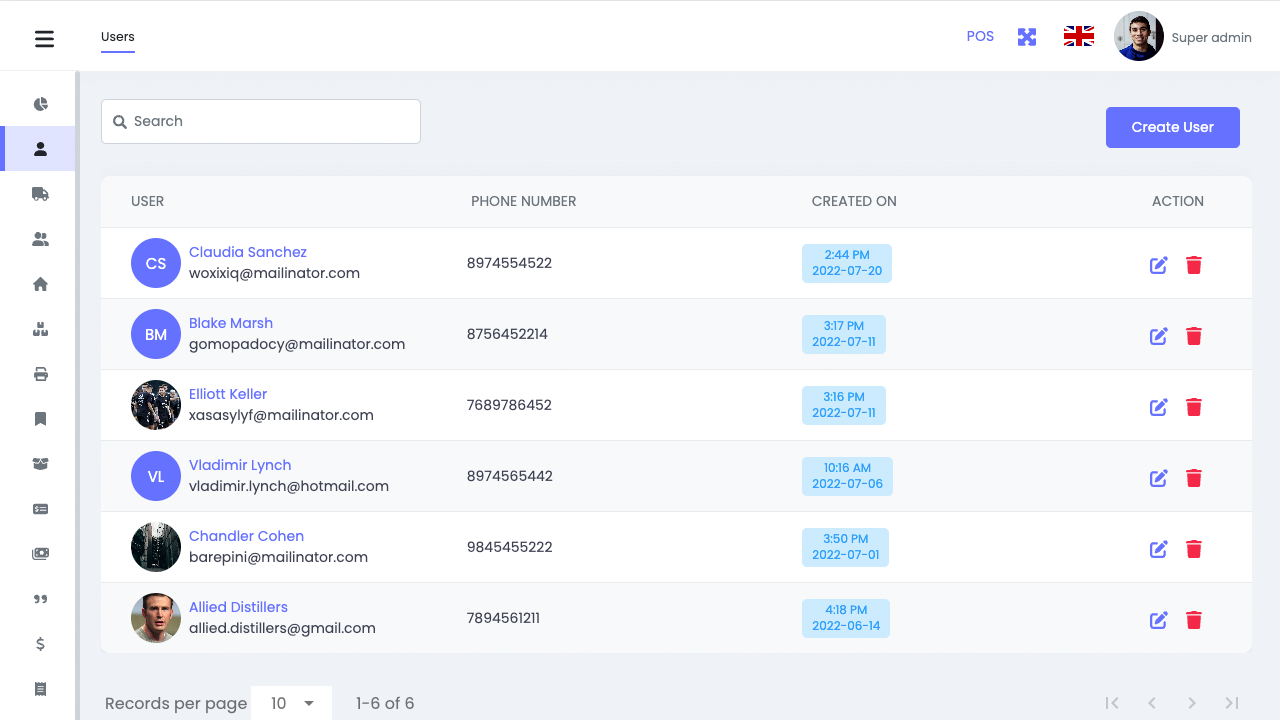 Users
POS
Super admin
Search
Create User
USER PHONE NUMBER CREATED ON ACTION
CS
Claudia Sanchez
woxixiq@mailinator.com
8974554522
2:44 PM
2022-07-20
BM
Blake Marsh
gomopadocy@mailinator.com
8756452214
3:17 PM
2022-07-11
Elliott Keller
xasasylyf@mailinator.com
7689786452
3:16 PM
2022-07-11
VL
Vladimir Lynch
vladimir.lynch@hotmail.com
8974565442
10:16 AM
2022-07-06
Chandler Cohen
barepini@mailinator.com
9845455222
3:50 PM
2022-07-01
Allied Distillers
allied.distillers@gmail.com
7894561211
4:18 PM
2022-06-14
Records per page 10 1-6 of 6